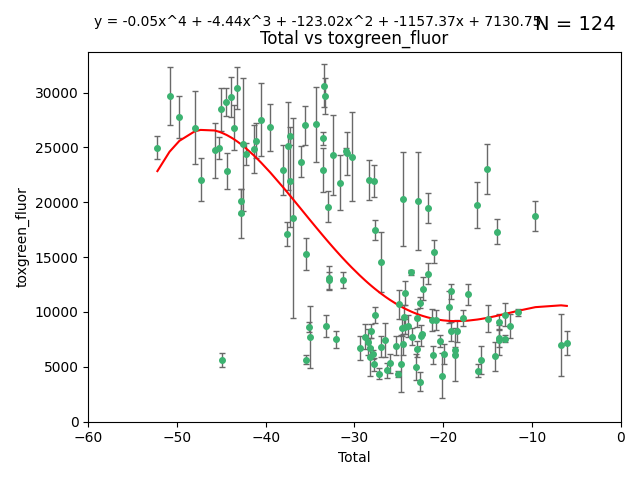 y = -0.05x^4 + -4.44x^3 + -123.02x^2 + -1157.37x + 7130.75
N = 124
Total vs toxgreen_fluor
30000
25000
20000
15000
10000
5000
0
toxgreen_fluor
−60 −50 −40 −30 −20 −10 0
Total